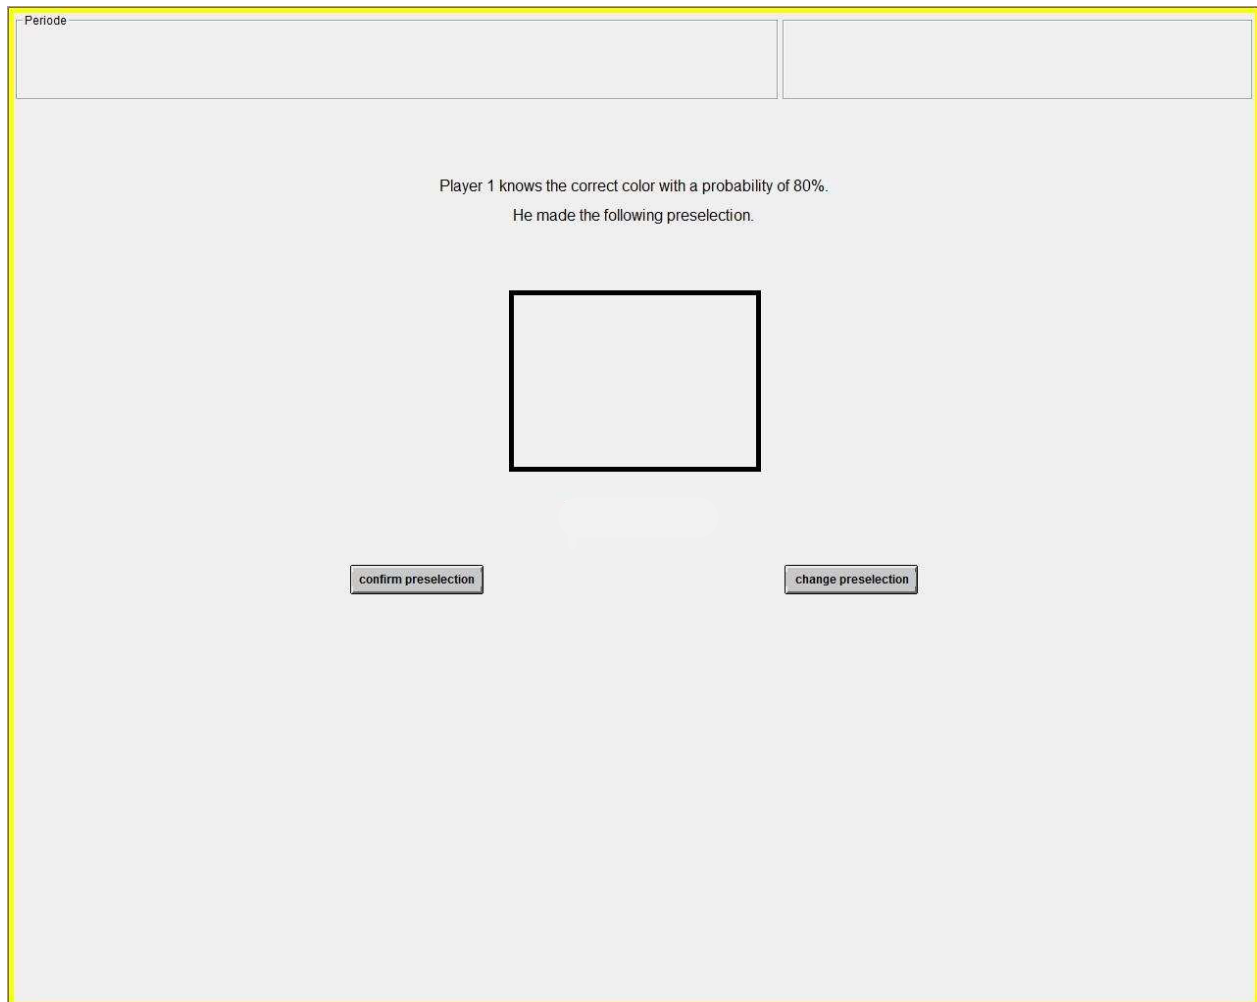 Periode
Player 1 knows the correct color with a probability of 80%.
He made the following preselection.
confirm preselection
change preselection